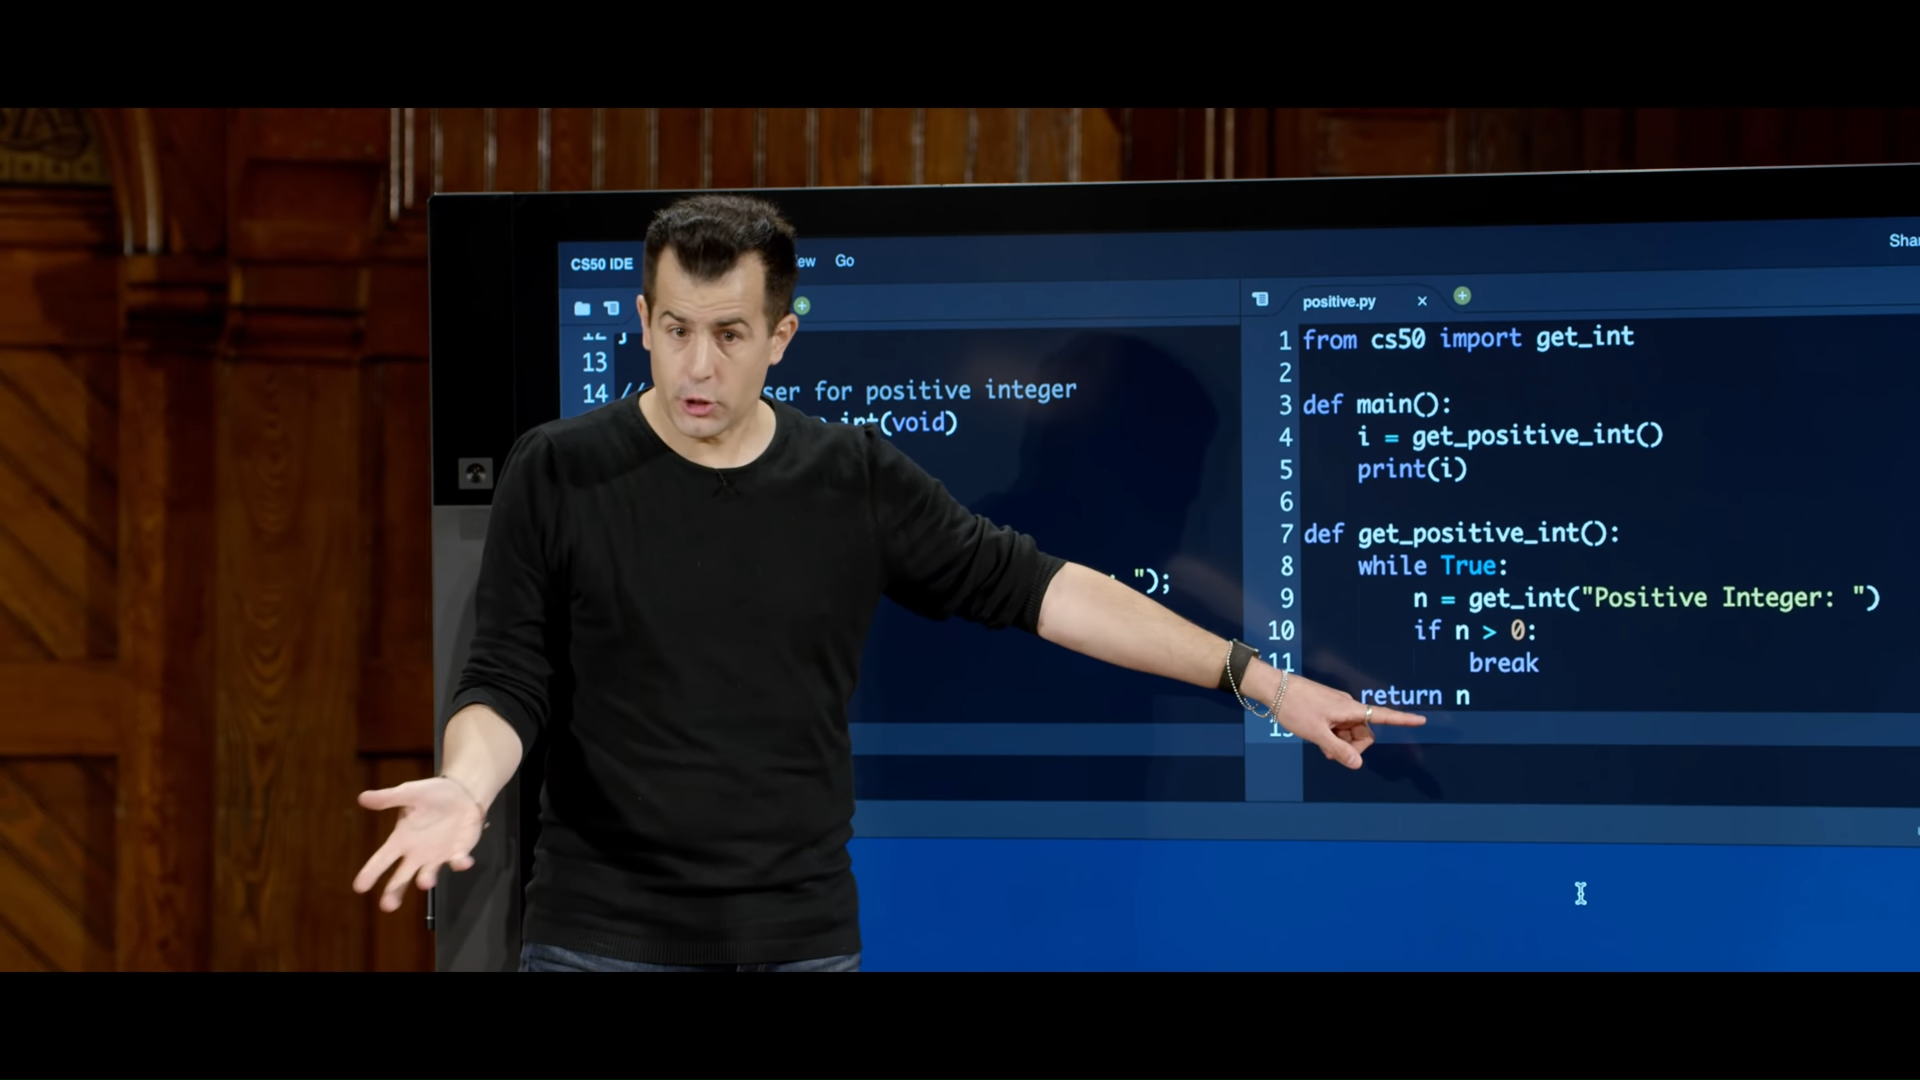 CS50 IDE
Go
13
14 // for positive integer
(void)
");
positive.py
1 from cs50 import get_int
2
3 def main():
4 i = get_positive_int()
5 print(i)
6
7 def get_positive_int():
8 while True:
9 n = get_int("Positive Integer: ")
10 if n > 0:
11 break
return n